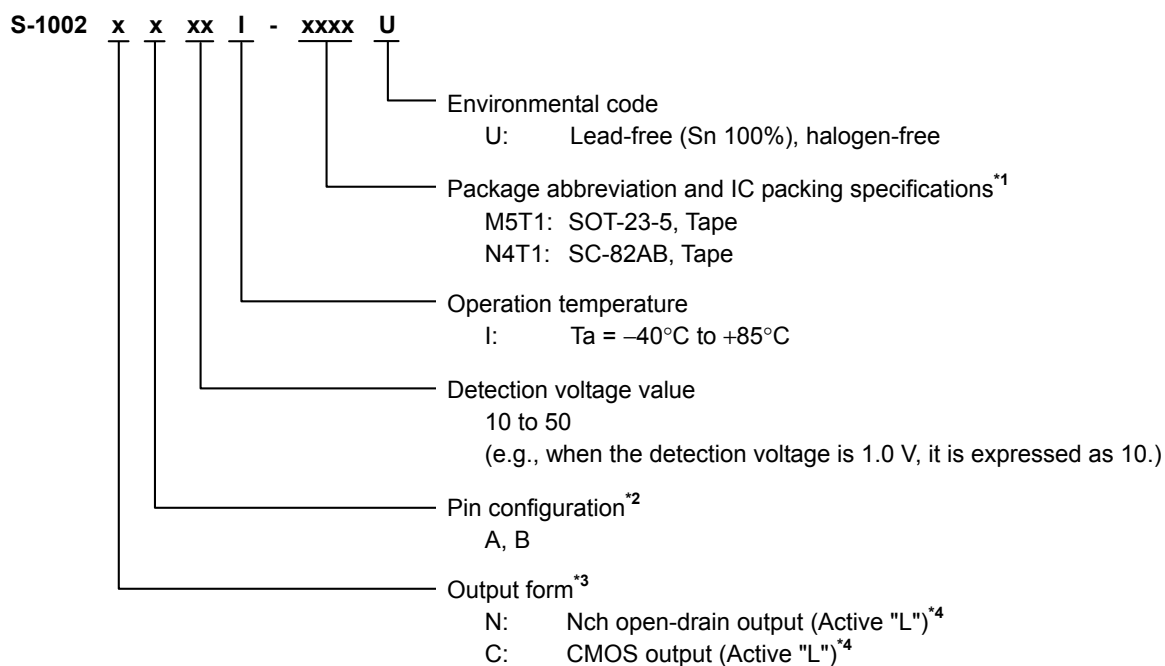 S-1002 x x xx I - xxxx U
Environmental code
U: Lead-free (Sn 100%), halogen-free
Package abbreviation and IC packing specifications*1
M5T1: SOT-23-5, Tape
N4T1: SC-82AB, Tape
Operation temperature
I: Ta = −40°C to +85°C
Detection voltage value
10 to 50
(e.g., when the detection voltage is 1.0 V, it is expressed as 10.)
Pin configuration*2
A, B
Output form*3
N: Nch open-drain output (Active "L")*4
C: CMOS output (Active "L")*4